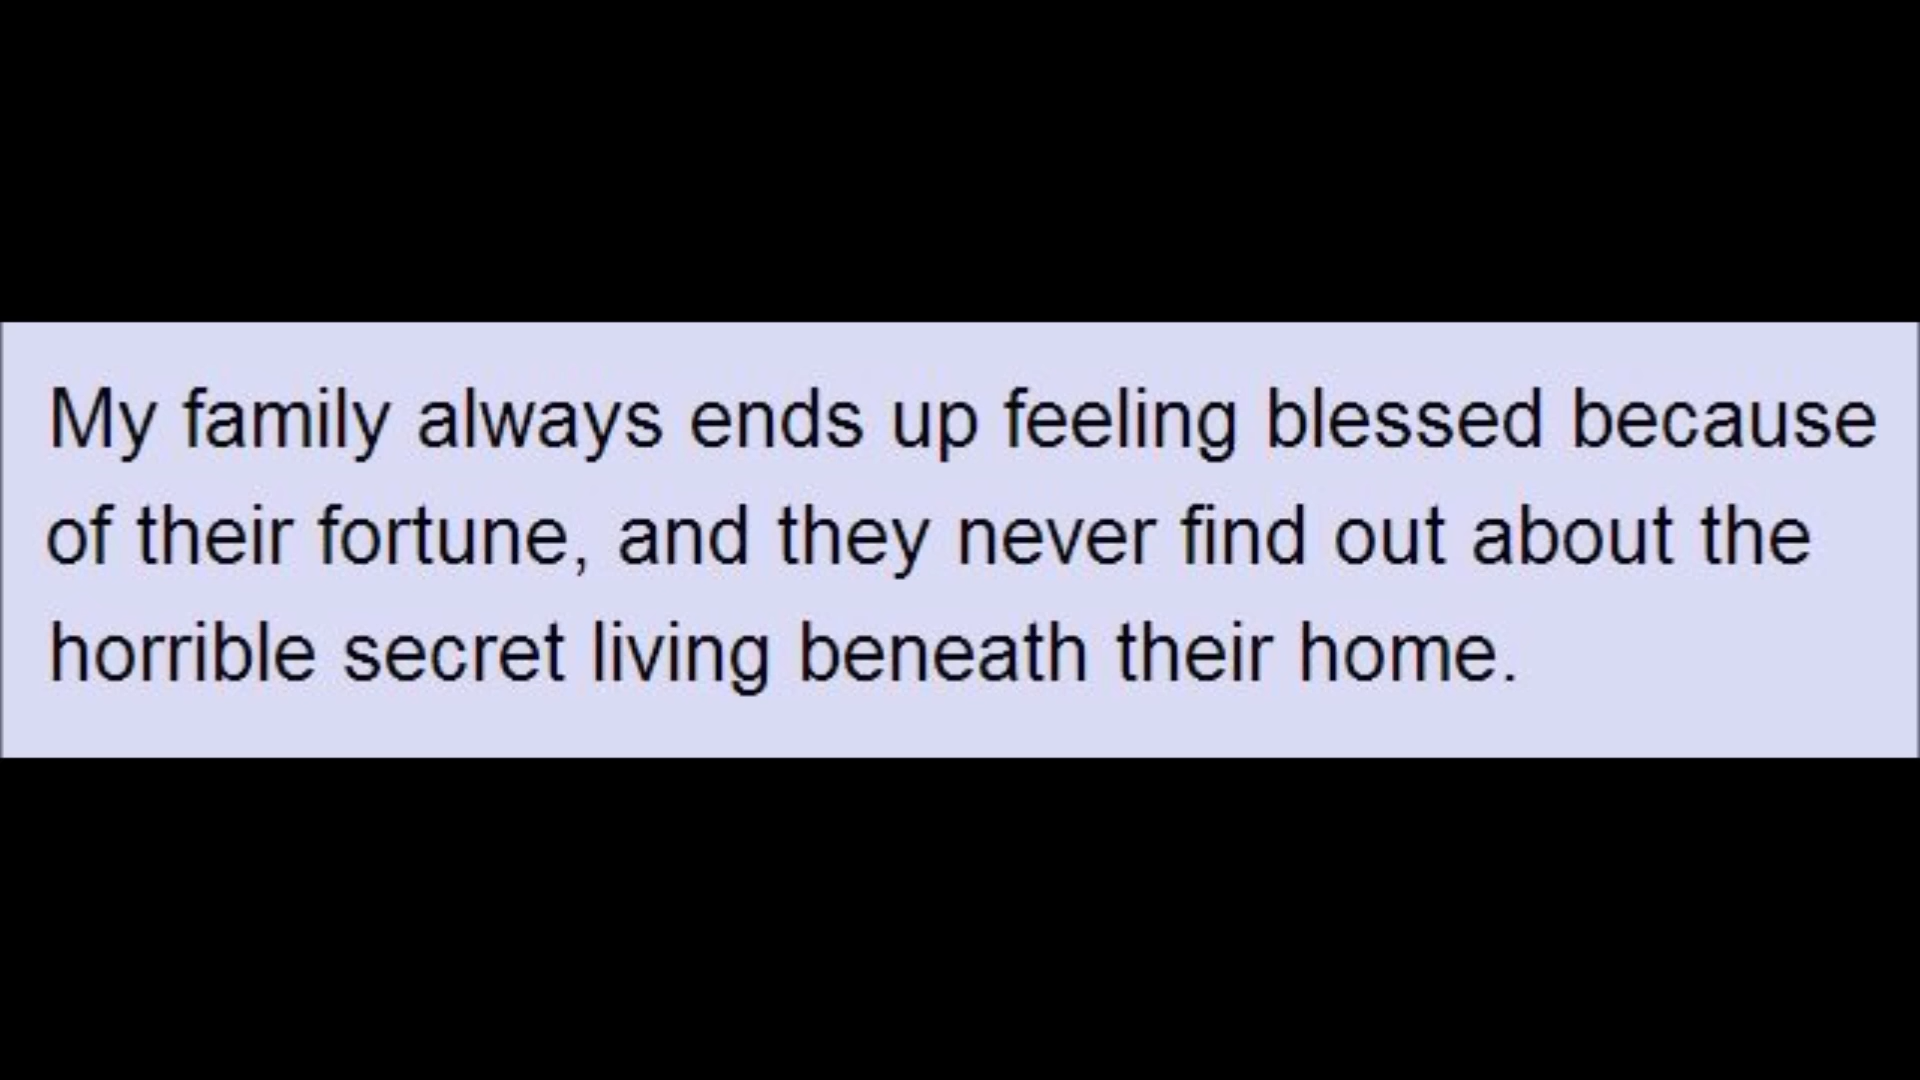 My family always ends up feeling blessed because
of their fortune, and they never find out about the
horrible secret living beneath their home.